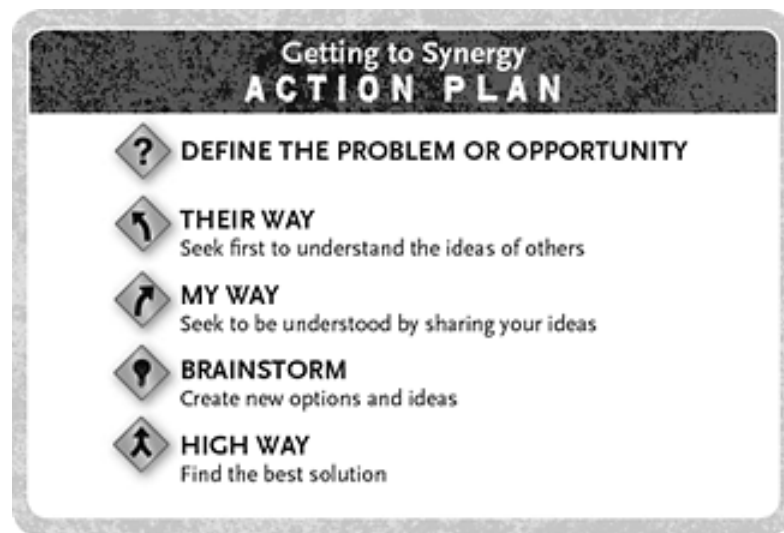 Getting to Synergy
ACTION PLAN
?
DEFINE THE PROBLEM OR OPPORTUNITY
THEIR WAY
Seek first to understand the ideas of others
MY WAY
Seek to be understood by sharing your ideas
BRAINSTORM
Create new options and ideas
HIGH WAY
Find the best solution